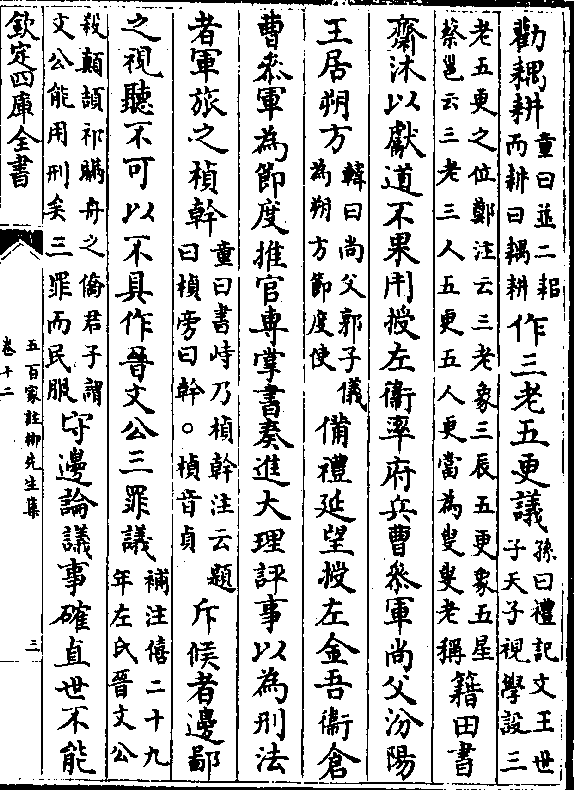 勸耦耕童曰並二耜而耕曰耦耕作三老五更議孫曰禮記文王世子天子視學設三
老五更之位鄭注云三老象三辰五更象五星蔡邕云三老三人五更五人更當為叟叟老稱籍田書
齋沐以獻道不果用授左衞率府兵曹叅軍尚父汾陽
王居朔方韓曰尚父郭子儀為朔方節度使備禮延望授左金吾衞倉
曹叅軍為節度推官專掌書奏進大理評事以為刑法
者軍旅之楨幹童曰書峙乃楨幹注云題曰楨旁曰幹○楨音貞斥候者邊鄙
之視聽不可以不具作晉文公三罪議補注僖二十九年左氏晉文公
殺顛頡祁瞞舟之僑君子謂文公能用刑矣三罪而民服守邊論議事確直世不能
欽定四庫全書
五百家註柳先生集
卷十二
三